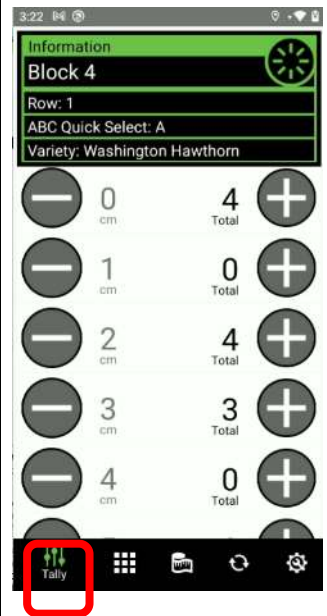 3:22
Information
Block 4
Row: 1
ABC Quick Select: A
Variety: Washington Hawthorn
0 4
cm Total
1 0
cm Total
2 4
cm Total
3 3
cm Total
4 0
cm Total
Tally